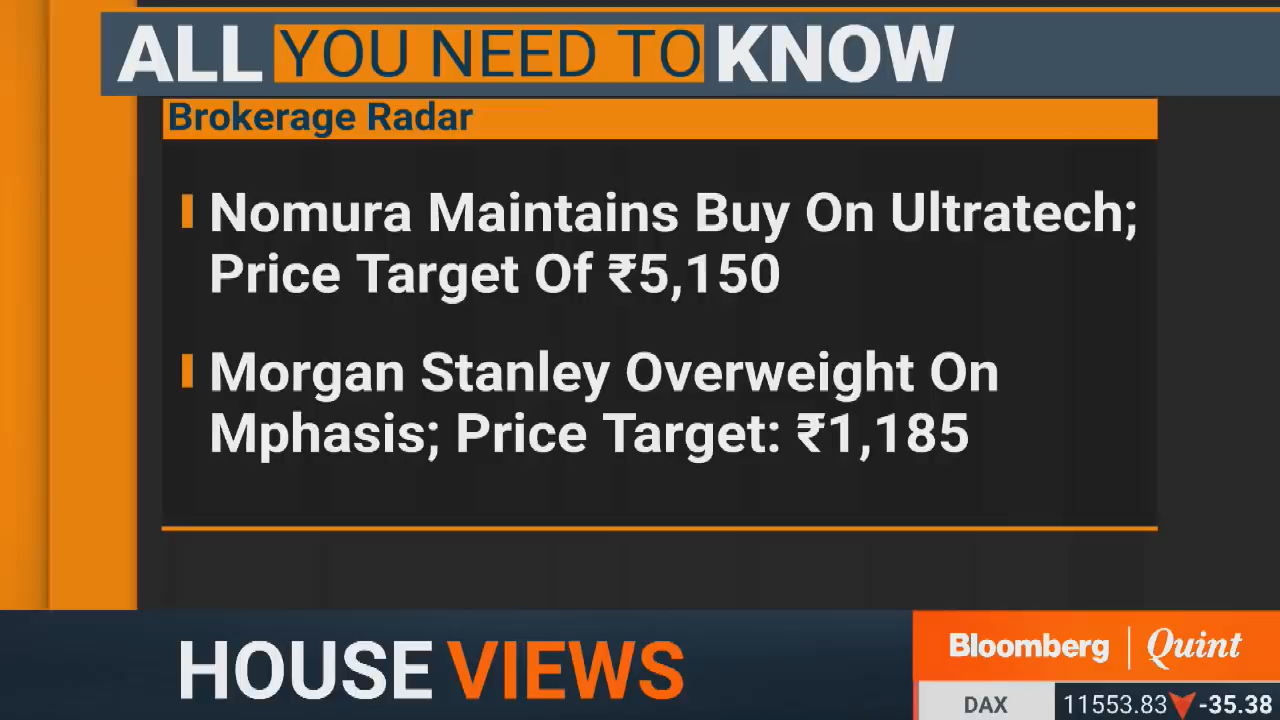 ALL YOU NEED TO KNOW
Brokerage Radar
Nomura Maintains Buy On Ultratech;
Price Target Of ₹5,150
Morgan Stanley Overweight On
Mphasis; Price Target: ₹1,185
HOUSE VIEWS
Bloomberg | Quint
DAX 11553.83 -35.38